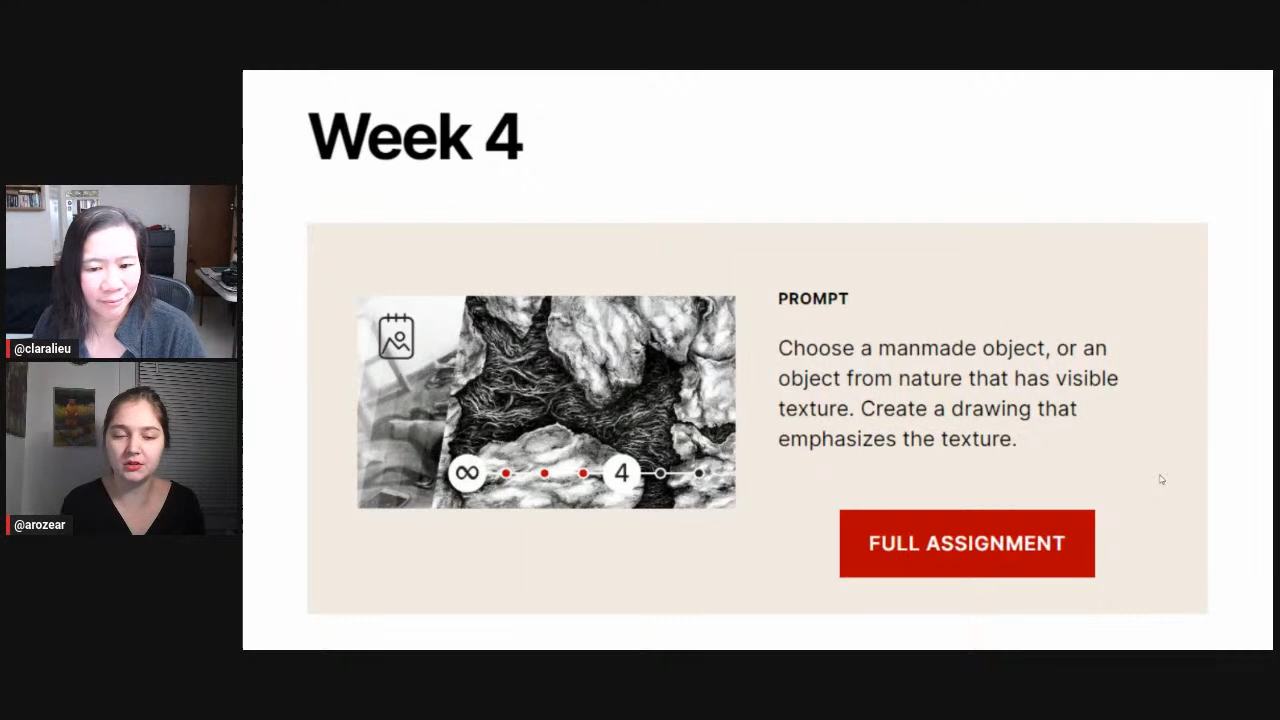 Week 4
@claralieu
@arozear
∞ 4
PROMPT
Choose a manmade object, or an
object from nature that has visible
texture. Create a drawing that
emphasizes the texture.
FULL ASSIGNMENT